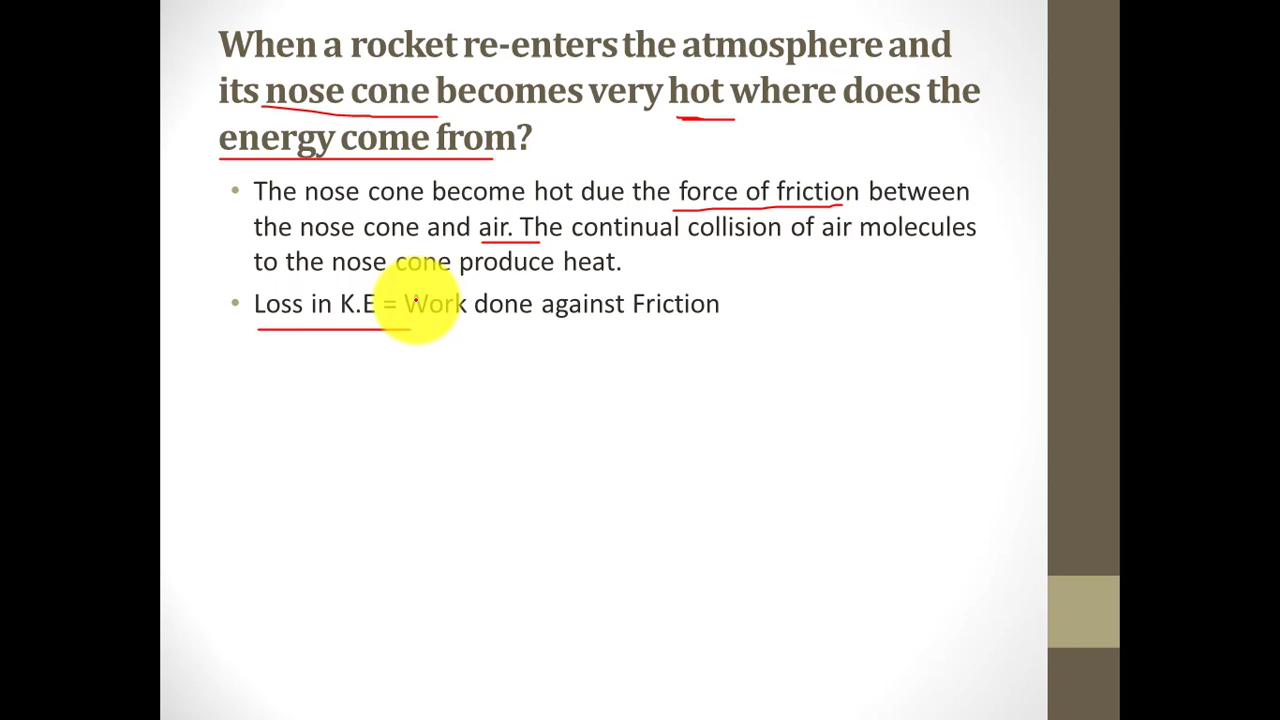 When a rocket re-enters the atmosphere and
its nose cone becomes very hot where does the
energy come from?
• The nose cone become hot due the force of friction between
the nose cone and air. The continual collision of air molecules
to the nose cone produce heat.
• Loss in K.E = Work done against Friction